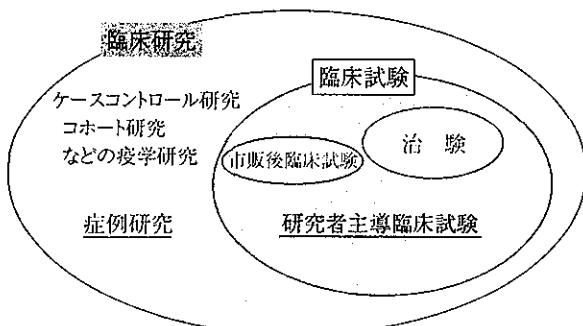 臨床研究
臨床試験
ケースコントロール研究
コホート研究
などの疫学研究
市販後臨床試験
治 験
症例研究
研究者主導臨床試験